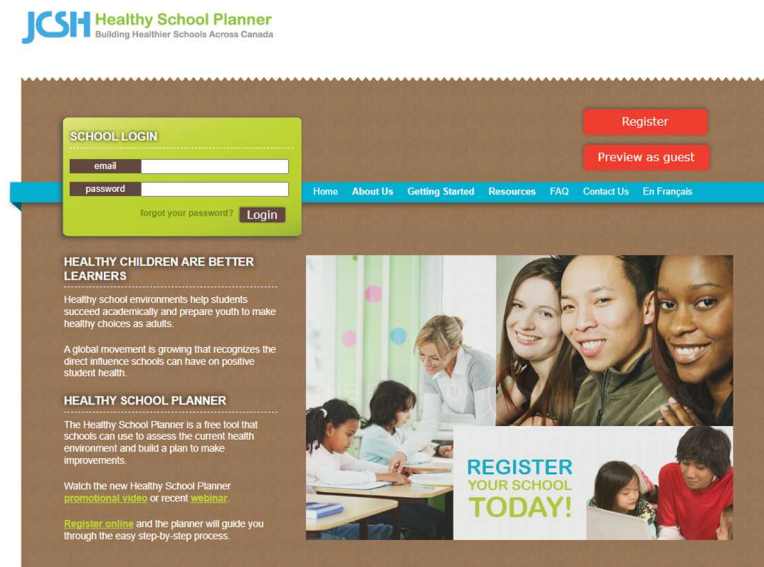 JCSH Healthy School Planner
Building Healthier Schools Across Canada
Register
Preview as guest
SCHOOL LOGIN
email
password
forgot your password? Login
Home About Us Getting Started Resources FAQ Contact Us En Français
HEALTHY CHILDREN ARE BETTER
LEARNERS
Healthy school environments help students
succeed academically and prepare youth to make
healthy choices as adults.
A global movement is growing that recognizes the
direct influence schools can have on positive
student health.
HEALTHY SCHOOL PLANNER
The Healthy School Planner is a free tool that
schools can use to assess the current health
environment and build a plan to make
improvements.
Watch the new Healthy School Planner
promotional video or recent webinar.
Register online and the planner will guide you
through the easy step-by-step process.
REGISTER
YOUR SCHOOL
TODAY!